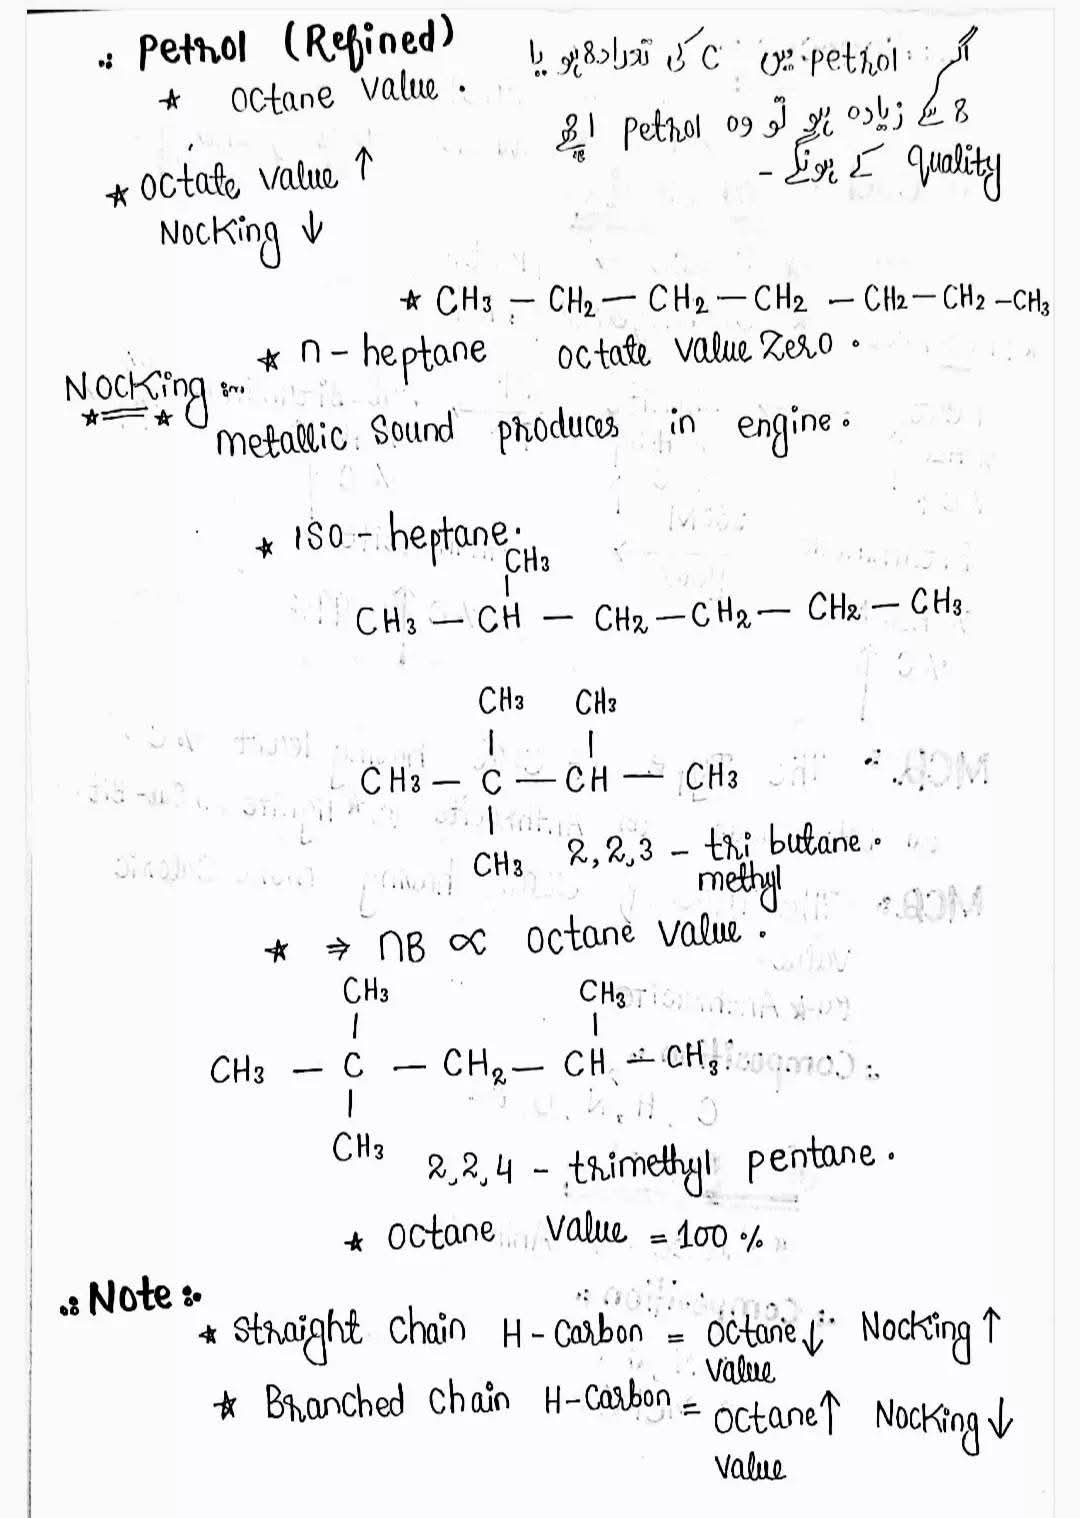 ∴ Petrol (Refined)
اگر petrol میں C کی تعداد 8 ہو یا
★ octane value .
8 سے زیادہ ہو تو وہ petrol اچھے
quality کے ہونگے -
★ octate value ↑
Nocking ↓
★ CH3 – CH2 – CH2 – CH2 – CH2 – CH2 – CH3
★ n-heptane octate value Zero .
Nocking :-
metallic sound produces in engine .
★ iso-heptane .
CH3
CH3 – CH – CH2 – CH2 – CH2 – CH3
CH3 CH3
CH3 – C – CH – CH3
CH3 2,2,3 - tri butane .
methyl
★ ⇒ nB ∝ octane value .
CH3 CH3
CH3 – C – CH2 – CH – CH3
CH3
2,2,4 - trimethyl pentane .
★ octane value = 100 %
Note :
★ straight chain H-Carbon = octane ↓ Nocking ↑
value
★ Branched chain H-Carbon = octane ↑ Nocking ↓
value